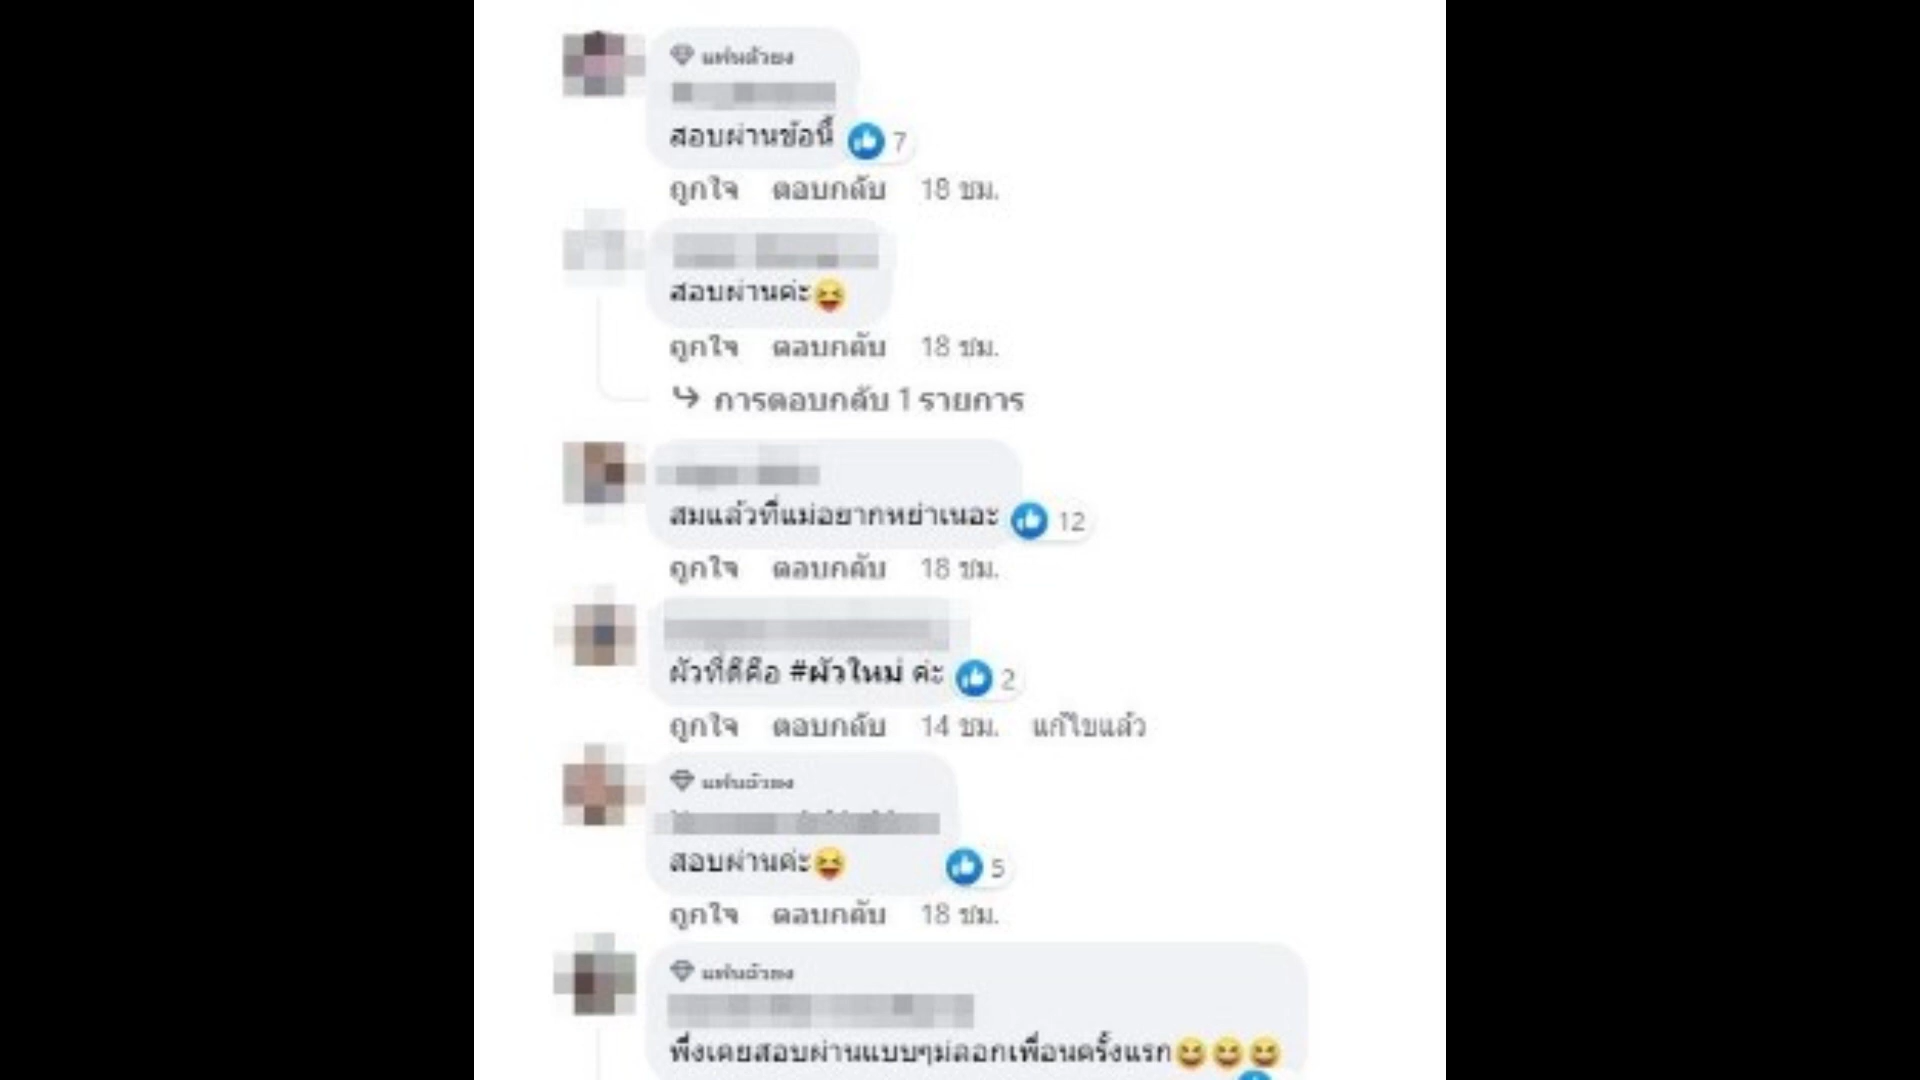 แฟนตัวยง
สอบผ่านข้อนี้ 7
ถูกใจ ตอบกลับ 18 ชม.
สอบผ่านค่ะ😝
ถูกใจ ตอบกลับ 18 ชม.
การตอบกลับ 1 รายการ
สมแล้วที่แม่อยากหย่าเนอะ 12
ถูกใจ ตอบกลับ 18 ชม.
ผัวที่ดีคือ #ผัวใหม่ ค่ะ 2
ถูกใจ ตอบกลับ 14 ชม. แก้ไขแล้ว
แฟนตัวยง
สอบผ่านค่ะ😝 5
ถูกใจ ตอบกลับ 18 ชม.
แฟนตัวยง
พึ่งเคยสอบผ่านแบบๆม่ลอกเพื่อนครั้งแรก😆😆😆